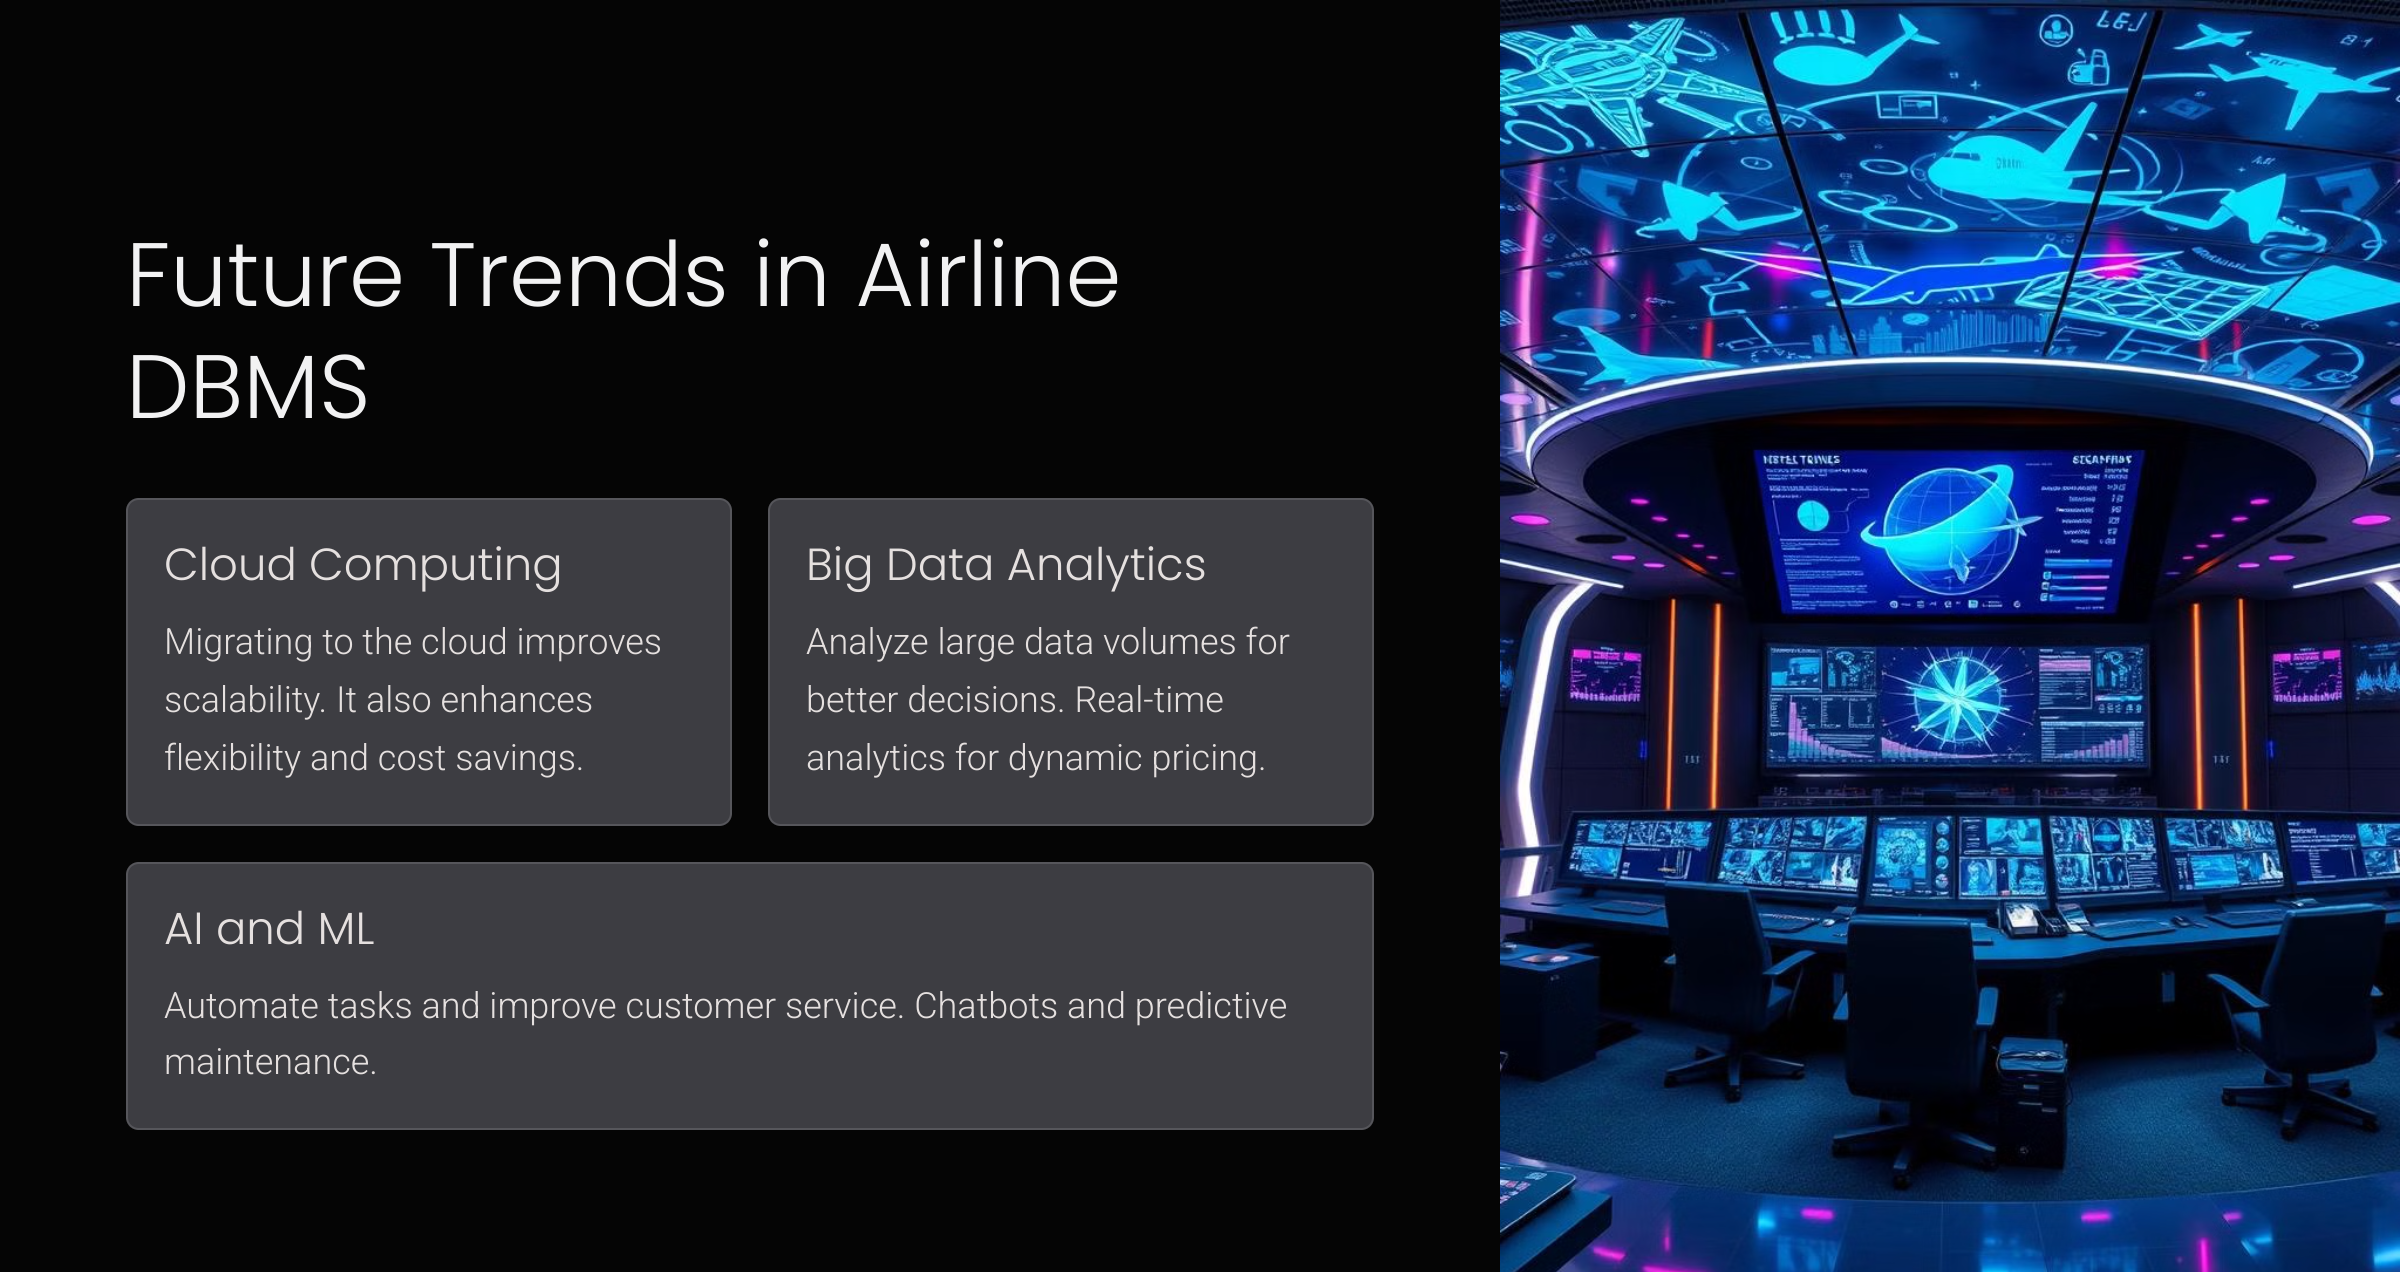 Future Trends in Airline
DBMS
Cloud Computing
Migrating to the cloud improves
scalability. It also enhances
flexibility and cost savings.
Big Data Analytics
Analyze large data volumes for
better decisions. Real-time
analytics for dynamic pricing.
AI and ML
Automate tasks and improve customer service. Chatbots and predictive
maintenance.